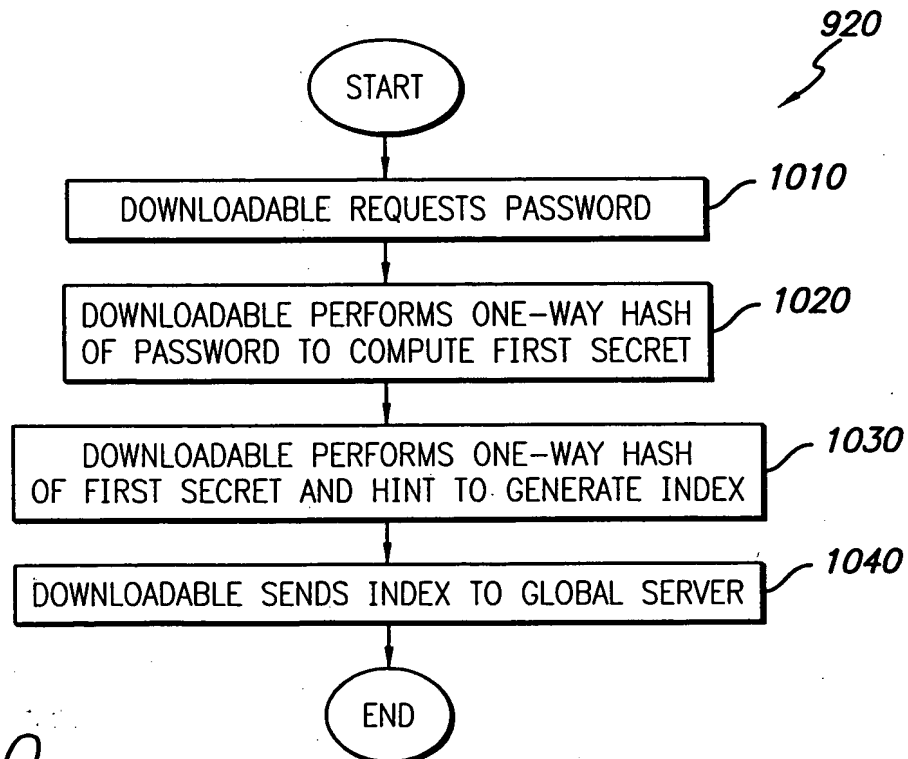 920
START
DOWNLOADABLE REQUESTS PASSWORD
1010
DOWNLOADABLE PERFORMS ONE-WAY HASH
OF PASSWORD TO COMPUTE FIRST SECRET
1020
DOWNLOADABLE PERFORMS ONE-WAY HASH
OF FIRST SECRET AND HINT TO GENERATE INDEX
1030
DOWNLOADABLE SENDS INDEX TO GLOBAL SERVER
1040
END